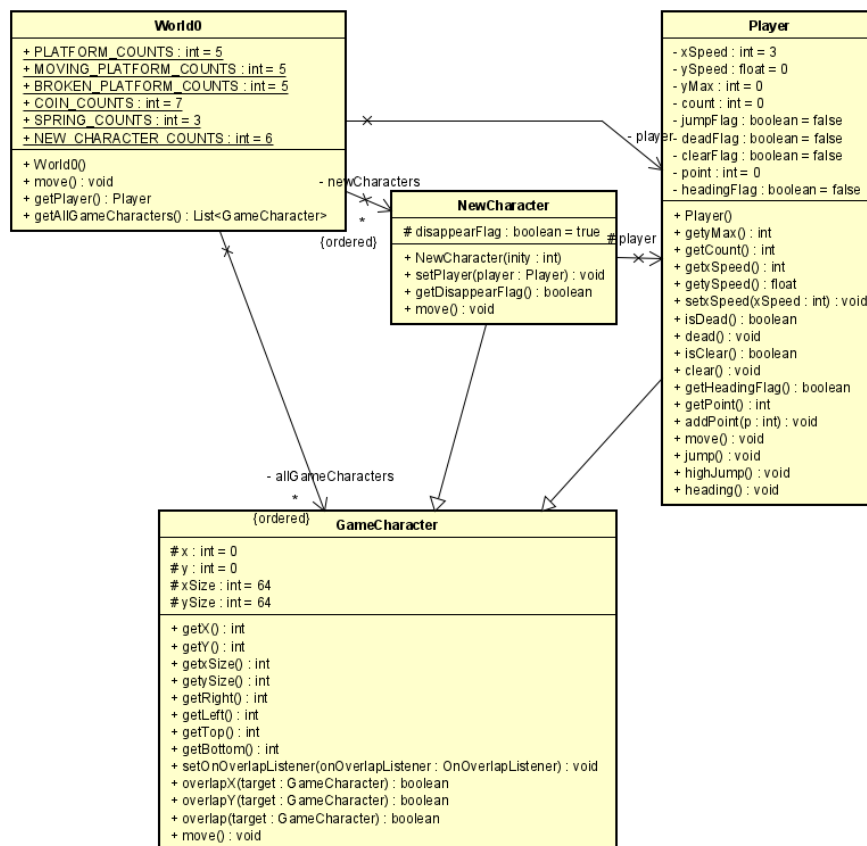 World0
+ PLATFORM_COUNTS : int = 5
+ MOVING_PLATFORM_COUNTS : int = 5
+ BROKEN_PLATFORM_COUNTS : int = 5
+ COIN_COUNTS : int = 7
+ SPRING_COUNTS : int = 3
+ NEW_CHARACTER_COUNTS : int = 6
+ World0()
+ move() : void
+ getPlayer() : Player
+ getAllGameCharacters() : List<GameCharacter>
Player
- xSpeed : int = 3
- ySpeed : float = 0
- yMax : int = 0
- count : int = 0
- jumpFlag : boolean = false
- deadFlag : boolean = false
- clearFlag : boolean = false
- point : int = 0
- headingFlag : boolean = false
+ Player()
+ getyMax() : int
+ getCount() : int
+ getxSpeed() : int
+ getySpeed() : float
+ setxSpeed(xSpeed : int) : void
+ isDead() : boolean
+ dead() : void
+ isClear() : boolean
+ clear() : void
+ getHeadingFlag() : boolean
+ getPoint() : int
+ addPoint(p : int) : void
+ move() : void
+ jump() : void
+ highJump() : void
+ heading() : void
- player
- newCharacters
*
{ordered}
NewCharacter
# disappearFlag : boolean = true
+ NewCharacter(inity : int)
+ setPlayer(player : Player) : void
+ getDisappearFlag() : boolean
+ move() : void
# player
- allGameCharacters
*
{ordered}
GameCharacter
# x : int = 0
# y : int = 0
# xSize : int = 64
# ySize : int = 64
+ getX() : int
+ getY() : int
+ getxSize() : int
+ getySize() : int
+ getRight() : int
+ getLeft() : int
+ getTop() : int
+ getBottom() : int
+ setOnOverlapListener(onOverlapListener : OnOverlapListener) : void
+ overlapX(target : GameCharacter) : boolean
+ overlapY(target : GameCharacter) : boolean
+ overlap(target : GameCharacter) : boolean
+ move() : void